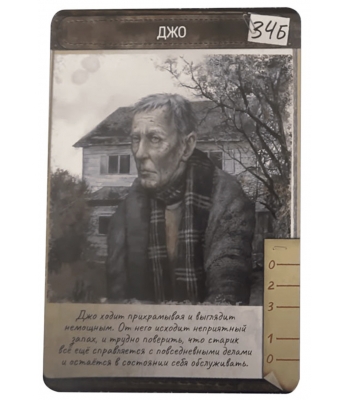 ДЖО
34Б
Джо ходит прихрамывая и выглядит
немощным. От него исходит неприятный
запах, и трудно поверить, что старик
всё ещё справляется с повседневными делами
и остаётся в состоянии себя обслуживать.
0
2
3
1
0